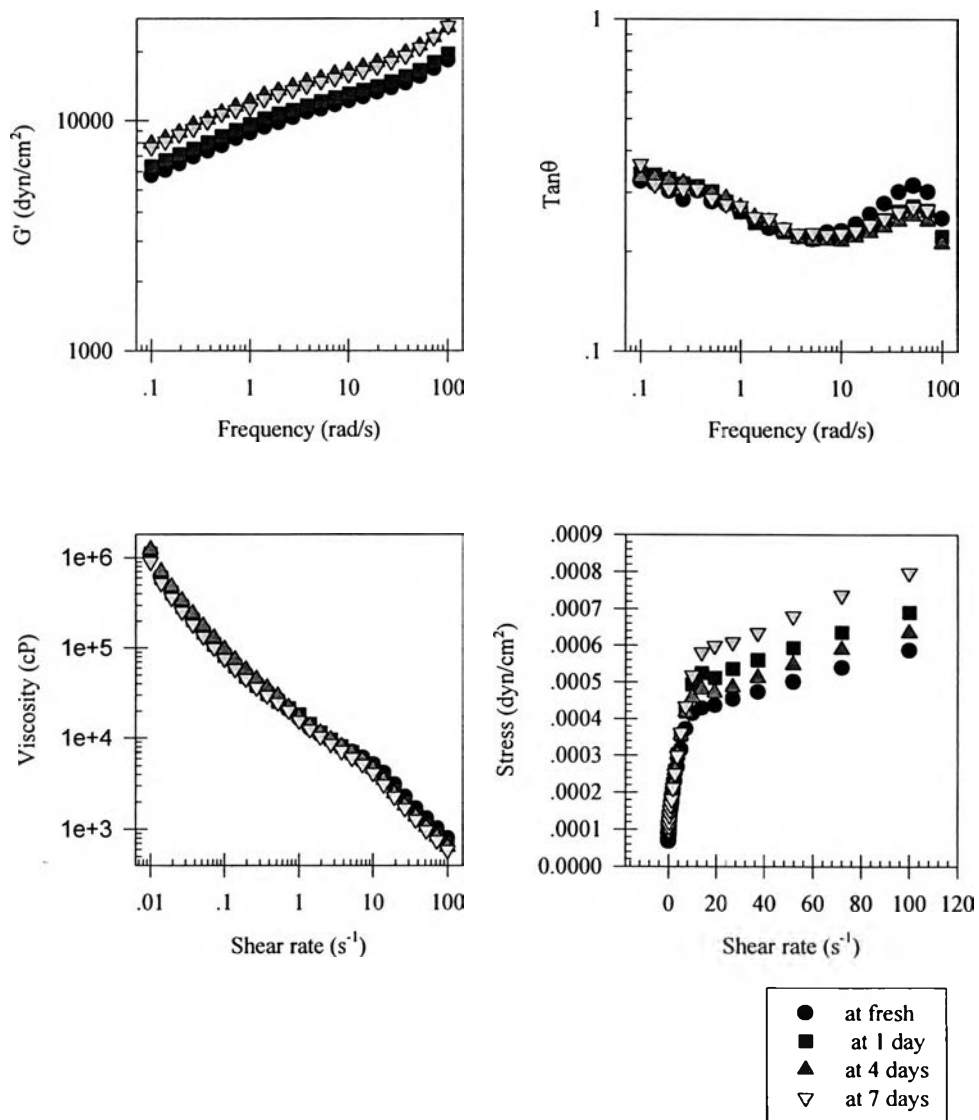 G' (dyn/cm²)
10000
1000
.1 1 10 100
Frequency (rad/s)
Tanθ
1
.1
.1 1 10 100
Frequency (rad/s)
Viscosity (cP)
1e+6
1e+5
1e+4
1e+3
.01 .1 1 10 100
Shear rate (s⁻¹)
Stress (dyn/cm²)
.0009
.0008
.0007
.0006
.0005
.0004
.0003
.0002
.0001
0.0000
0 20 40 60 80 100 120
Shear rate (s⁻¹)
at fresh
at 1 day
at 4 days
at 7 days